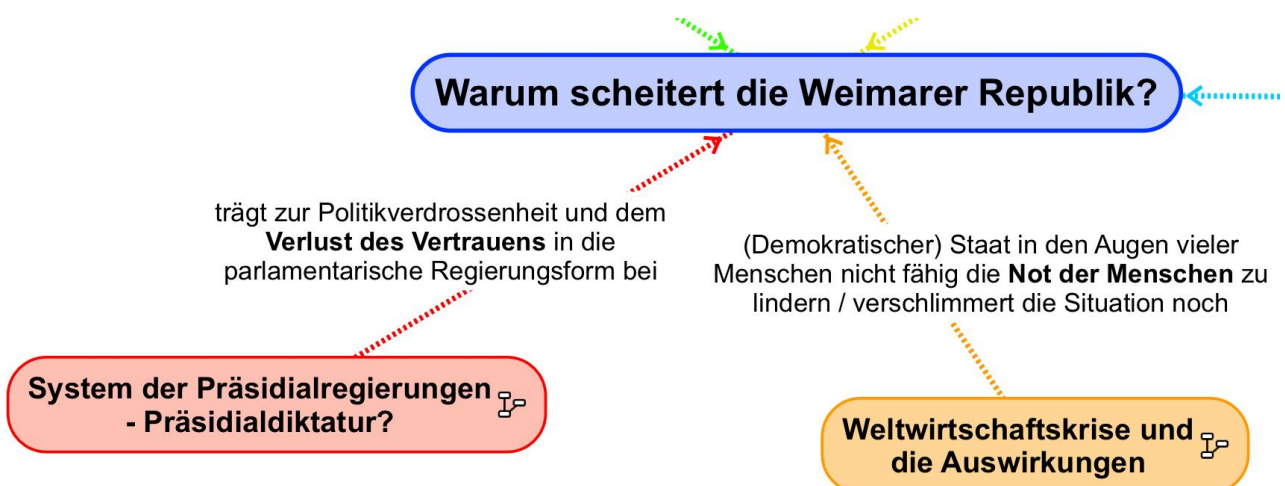 Warum scheitert die Weimarer Republik?
trägt zur Politikverdrossenheit und dem
Verlust des Vertrauens in die
parlamentarische Regierungsform bei
(Demokratischer) Staat in den Augen vieler
Menschen nicht fähig die Not der Menschen zu
lindern / verschlimmert die Situation noch
System der Präsidialregierungen
- Präsidialdiktatur?
Weltwirtschaftskrise und
die Auswirkungen